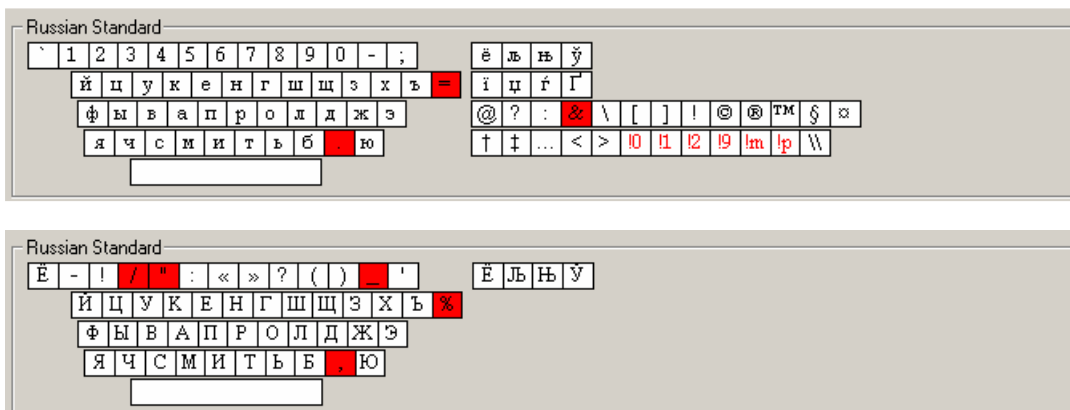 Russian Standard
` 1 2 3 4 5 6 7 8 9 0 - ; ё љ њ ў
й ц у к е н г ш щ з х ъ = ї џ ѓ Ґ
ф ы в а п р о л д ж э @ ? : & \ [ ] ! © ® ™ § ¤
я ч с м и т ь б . ю † ‡ ... < > !0 !1 !2 !9 !m !p \\
Russian Standard
Ё - ! / " : « » ? ( ) _ ' Ё Љ Њ Ў
Й Ц У К Е Н Г Ш Щ З Х Ъ %
Ф Ы В А П Р О Л Д Ж Э
Я Ч С М И Т Ь Б , Ю